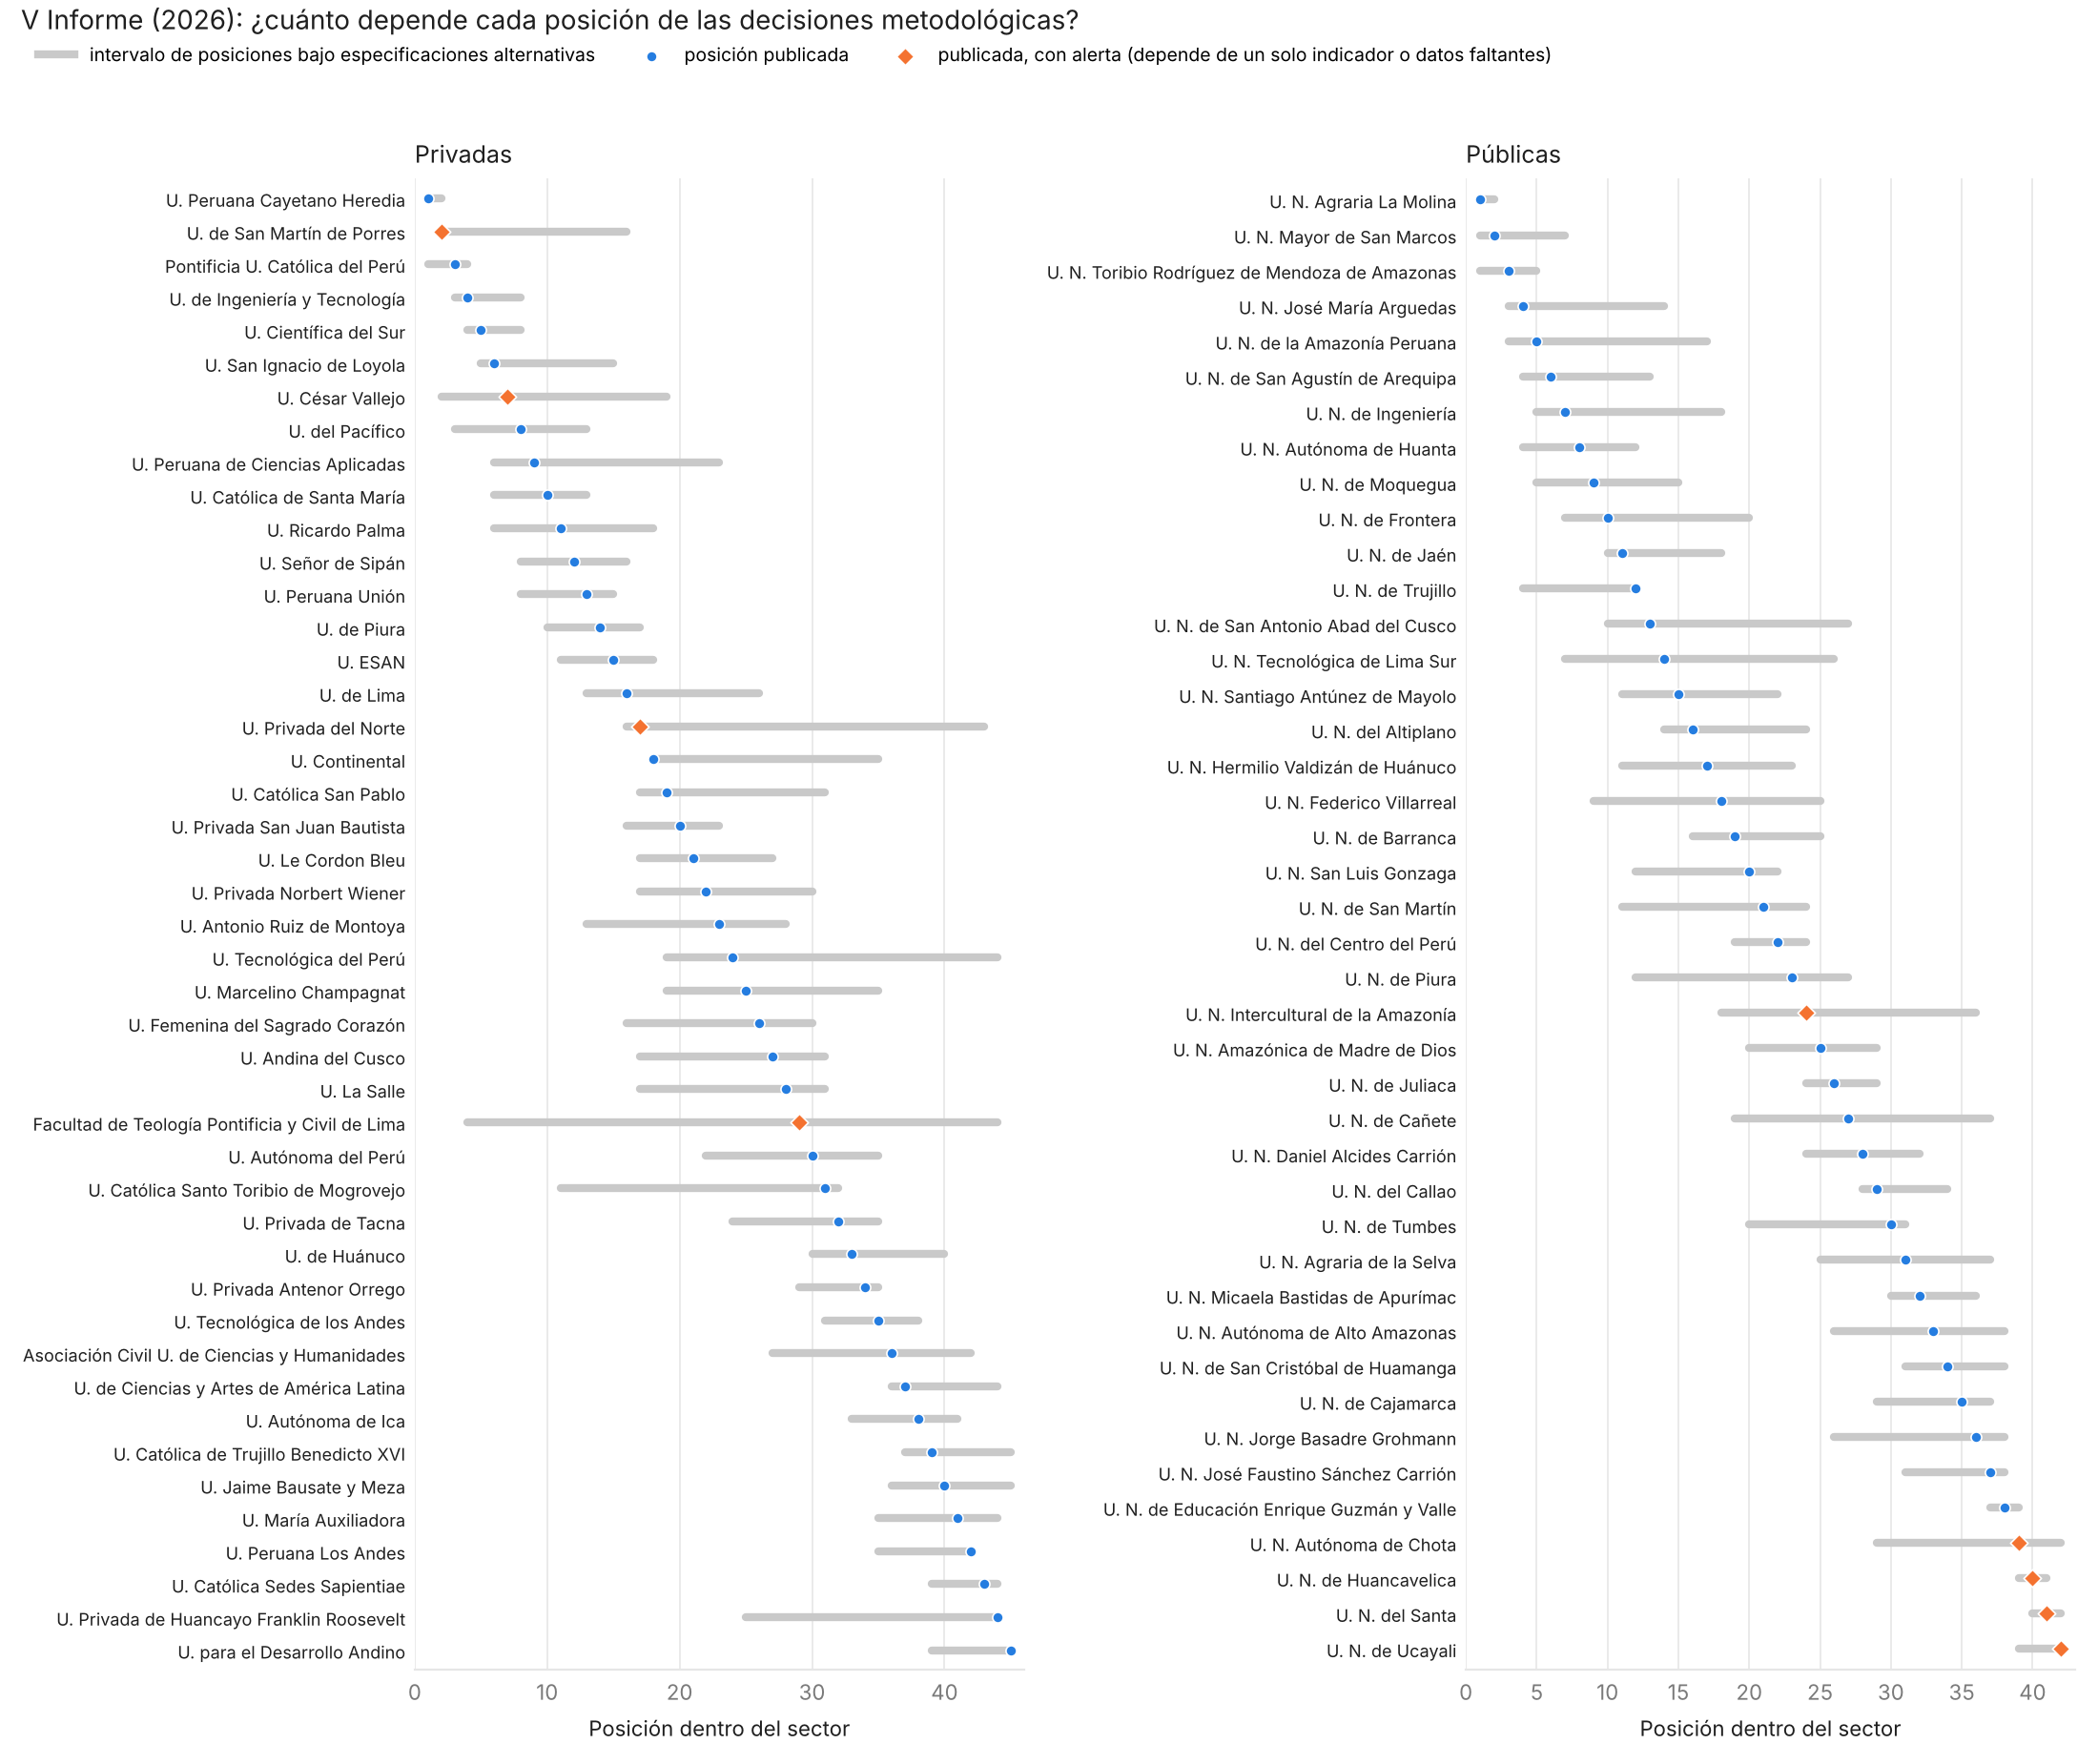 V Informe (2026): ¿cuánto depende cada posición de las decisiones metodológicas?
intervalo de posiciones bajo especificaciones alternativas
posición publicada
publicada, con alerta (depende de un solo indicador o datos faltantes)
Privadas
U. Peruana Cayetano Heredia
U. de San Martín de Porres
Pontificia U. Católica del Perú
U. de Ingeniería y Tecnología
U. Científica del Sur
U. San Ignacio de Loyola
U. César Vallejo
U. del Pacífico
U. Peruana de Ciencias Aplicadas
U. Católica de Santa María
U. Ricardo Palma
U. Señor de Sipán
U. Peruana Unión
U. de Piura
U. ESAN
U. de Lima
U. Privada del Norte
U. Continental
U. Católica San Pablo
U. Privada San Juan Bautista
U. Le Cordon Bleu
U. Privada Norbert Wiener
U. Antonio Ruiz de Montoya
U. Tecnológica del Perú
U. Marcelino Champagnat
U. Femenina del Sagrado Corazón
U. Andina del Cusco
U. La Salle
Facultad de Teología Pontificia y Civil de Lima
U. Autónoma del Perú
U. Católica Santo Toribio de Mogrovejo
U. Privada de Tacna
U. de Huánuco
U. Privada Antenor Orrego
U. Tecnológica de los Andes
Asociación Civil U. de Ciencias y Humanidades
U. de Ciencias y Artes de América Latina
U. Autónoma de Ica
U. Católica de Trujillo Benedicto XVI
U. Jaime Bausate y Meza
U. María Auxiliadora
U. Peruana Los Andes
U. Católica Sedes Sapientiae
U. Privada de Huancayo Franklin Roosevelt
U. para el Desarrollo Andino
0 10 20 30 40
Posición dentro del sector
Públicas
U. N. Agraria La Molina
U. N. Mayor de San Marcos
U. N. Toribio Rodríguez de Mendoza de Amazonas
U. N. José María Arguedas
U. N. de la Amazonía Peruana
U. N. de San Agustín de Arequipa
U. N. de Ingeniería
U. N. Autónoma de Huanta
U. N. de Moquegua
U. N. de Frontera
U. N. de Jaén
U. N. de Trujillo
U. N. de San Antonio Abad del Cusco
U. N. Tecnológica de Lima Sur
U. N. Santiago Antúnez de Mayolo
U. N. del Altiplano
U. N. Hermilio Valdizán de Huánuco
U. N. Federico Villarreal
U. N. de Barranca
U. N. San Luis Gonzaga
U. N. de San Martín
U. N. del Centro del Perú
U. N. de Piura
U. N. Intercultural de la Amazonía
U. N. Amazónica de Madre de Dios
U. N. de Juliaca
U. N. de Cañete
U. N. Daniel Alcides Carrión
U. N. del Callao
U. N. de Tumbes
U. N. Agraria de la Selva
U. N. Micaela Bastidas de Apurímac
U. N. Autónoma de Alto Amazonas
U. N. de San Cristóbal de Huamanga
U. N. de Cajamarca
U. N. Jorge Basadre Grohmann
U. N. José Faustino Sánchez Carrión
U. N. de Educación Enrique Guzmán y Valle
U. N. Autónoma de Chota
U. N. de Huancavelica
U. N. del Santa
U. N. de Ucayali
0 5 10 15 20 25 30 35 40
Posición dentro del sector